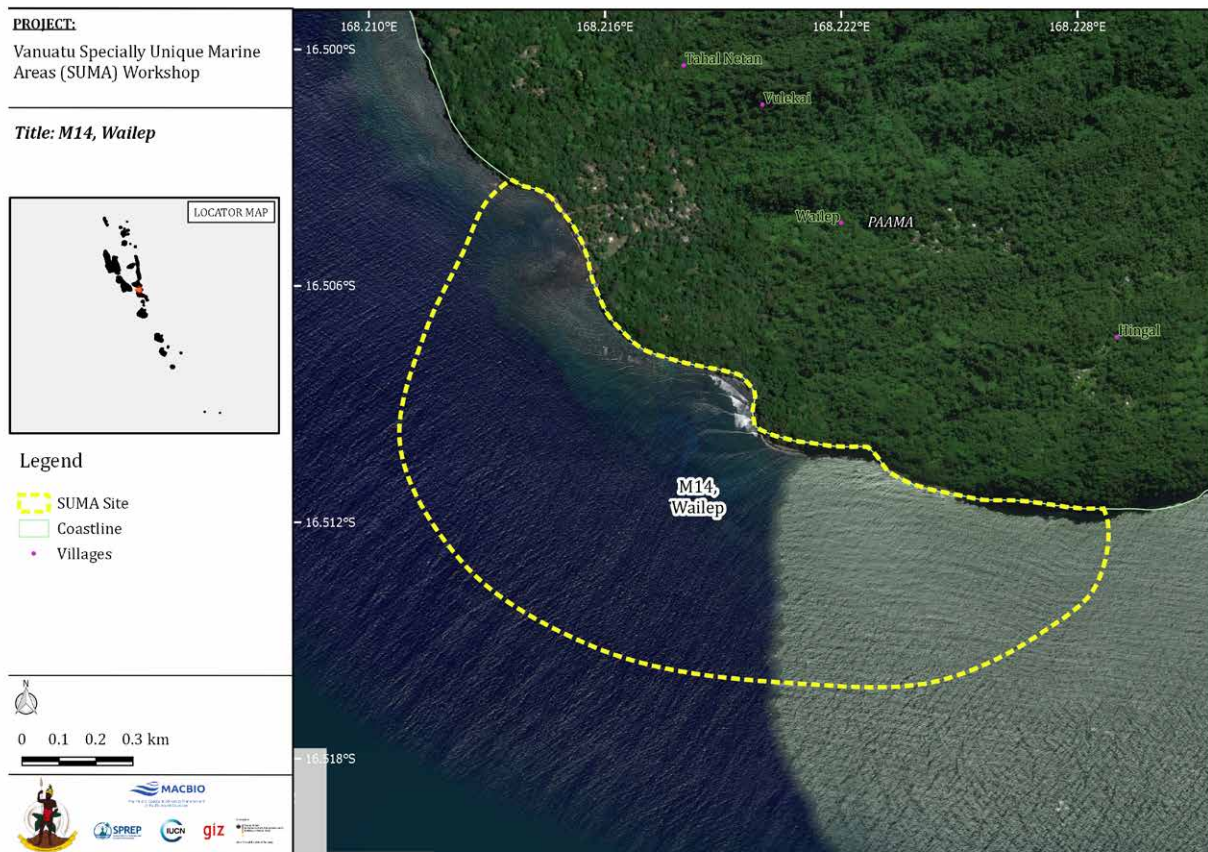 PROJECT:
Vanuatu Specially Unique Marine
Areas (SUMA) Workshop
Title: M14, Wailep
LOCATOR MAP
Legend
SUMA Site
Coastline
Villages
N
0 0.1 0.2 0.3 km
MACBIO
SPREP
IUCN
giz
168.210°E
168.216°E
168.222°E
168.228°E
16.500°S
16.506°S
16.512°S
16.518°S
Tahal Netan
Vulekai
Wailep
PAAMA
Hingal
M14,
Wailep